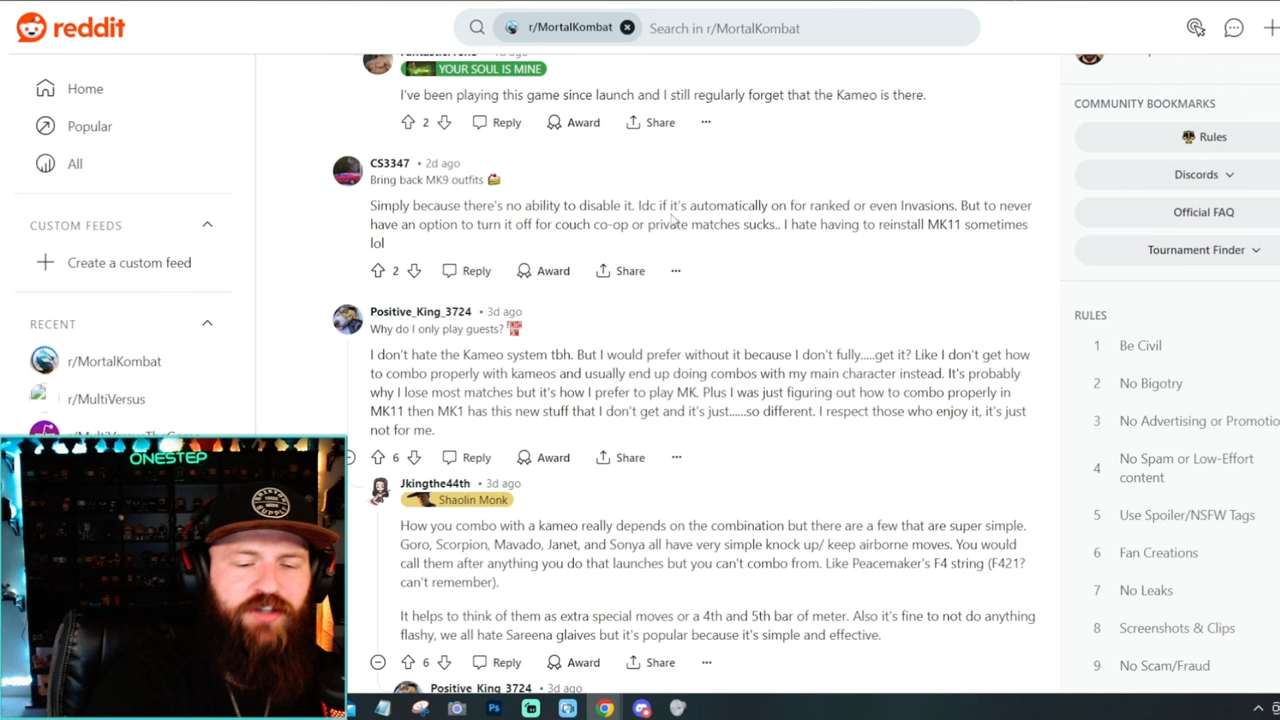 reddit
r/MortalKombat
Search in r/MortalKombat
Home
Popular
All
CUSTOM FEEDS
Create a custom feed
RECENT
r/MortalKombat
r/MultiVersus
YOUR SOUL IS MINE
I've been playing this game since launch and I still regularly forget that the Kameo is there.
2 Reply Award Share
CS3347 • 2d ago
Bring back MK9 outfits
Simply because there's no ability to disable it. Idc if it's automatically on for ranked or even Invasions. But to never
have an option to turn it off for couch co-op or private matches sucks.. I hate having to reinstall MK11 sometimes
lol
2 Reply Award Share
Positive_King_3724 • 3d ago
Why do I only play guests?
I don't hate the Kameo system tbh. But I would prefer without it because I don't fully.....get it? Like I don't get how
to combo properly with kameos and usually end up doing combos with my main character instead. It's probably
why I lose most matches but it's how I prefer to play MK. Plus I was just figuring out how to combo properly in
MK11 then MK1 has this new stuff that I don't get and it's just......so different. I respect those who enjoy it, it's just
not for me.
6 Reply Award Share
Jkingthe44th • 3d ago
Shaolin Monk
How you combo with a kameo really depends on the combination but there are a few that are super simple.
Goro, Scorpion, Mavado, Janet, and Sonya all have very simple knock up/ keep airborne moves. You would
call them after anything you do that launches but you can't combo from. Like Peacemaker's F4 string (F421?
can't remember).
It helps to think of them as extra special moves or a 4th and 5th bar of meter. Also it's fine to not do anything
flashy, we all hate Sareena glaives but it's popular because it's simple and effective.
6 Reply Award Share
Positive_King_3724 • 3d ago
COMMUNITY BOOKMARKS
Rules
Discords
Official FAQ
Tournament Finder
RULES
1 Be Civil
2 No Bigotry
3 No Advertising or Promotio
4 No Spam or Low-Effort
content
5 Use Spoiler/NSFW Tags
6 Fan Creations
7 No Leaks
8 Screenshots & Clips
9 No Scam/Fraud
ONESTEP